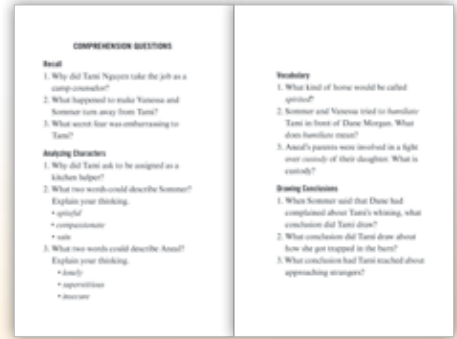 COMPREHENSION QUESTIONS
Recall
1. Why did Tami Nguyen take the job as a
camp counselor?
2. What happened to make Vanessa and
Sommer turn away from Tami?
3. What secret fear was embarrassing to
Tami?
Analyzing Characters
1. Why did Tami ask to be assigned as a
kitchen helper?
2. What two words could describe Sommer?
Explain your thinking.
• spiteful
• compassionate
• vain
3. What two words could describe Aneal?
Explain your thinking.
• lonely
• superstitious
• insecure
Vocabulary
1. What kind of horse would be called
spirited?
2. Sommer and Vanessa tried to humiliate
Tami in front of Dane Morgan. What
does humiliate mean?
3. Aneal's parents were involved in a fight
over custody of their daughter. What is
custody?
Drawing Conclusions
1. When Sommer said that Dane had
complained about Tami's whining, what
conclusion did Tami draw?
2. What conclusion did Tami draw about
how she got trapped in the barn?
3. What conclusion had Tami reached about
approaching strangers?